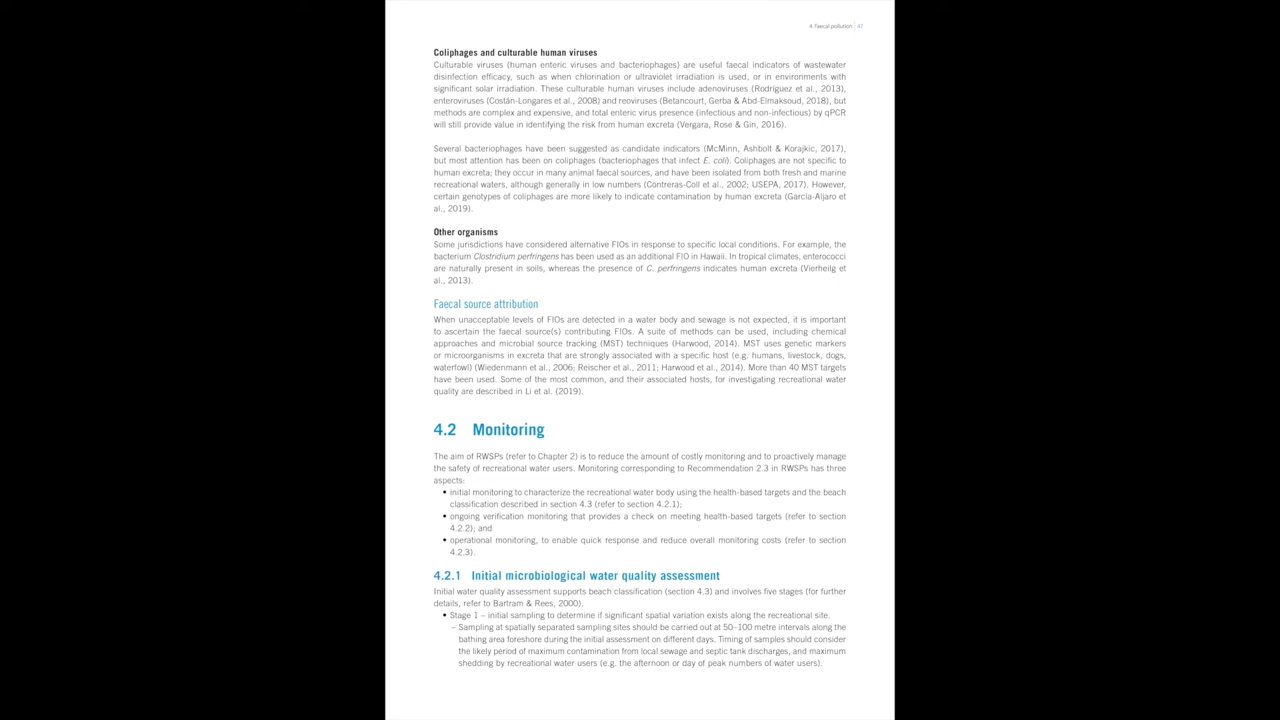 4. Faecal pollution 47
Coliphages and culturable human viruses
Culturable viruses (human enteric viruses and bacteriophages) are useful faecal indicators of wastewater
disinfection efficacy, such as when chlorination or ultraviolet irradiation is used, or in environments with
significant solar irradiation. These culturable human viruses include adenoviruses (Rodríguez et al., 2013),
enteroviruses (Costán-Longares et al., 2008) and reoviruses (Betancourt, Gerba & Abd-Elmaksoud, 2018), but
methods are complex and expensive, and total enteric virus presence (infectious and non-infectious) by qPCR
will still provide value in identifying the risk from human excreta (Vergara, Rose & Gin, 2016).
Several bacteriophages have been suggested as candidate indicators (McMinn, Ashbolt & Korajkic, 2017),
but most attention has been on coliphages (bacteriophages that infect E. coli). Coliphages are not specific to
human excreta; they occur in many animal faecal sources, and have been isolated from both fresh and marine
recreational waters, although generally in low numbers (Contreras-Coll et al., 2002; USEPA, 2017). However,
certain genotypes of coliphages are more likely to indicate contamination by human excreta (García-Aljaro et
al., 2019).
Other organisms
Some jurisdictions have considered alternative FIOs in response to specific local conditions. For example, the
bacterium Clostridium perfringens has been used as an additional FIO in Hawaii. In tropical climates, enterococci
are naturally present in soils, whereas the presence of C. perfringens indicates human excreta (Vierheilg et
al., 2013).
Faecal source attribution
When unacceptable levels of FIOs are detected in a water body and sewage is not expected, it is important
to ascertain the faecal source(s) contributing FIOs. A suite of methods can be used, including chemical
approaches and microbial source tracking (MST) techniques (Harwood, 2014). MST uses genetic markers
or microorganisms in excreta that are strongly associated with a specific host (e.g. humans, livestock, dogs,
waterfowl) (Wiedenmann et al., 2006; Reischer et al., 2011; Harwood et al., 2014). More than 40 MST targets
have been used. Some of the most common, and their associated hosts, for investigating recreational water
quality are described in Li et al. (2019).
4.2 Monitoring
The aim of RWSPs (refer to Chapter 2) is to reduce the amount of costly monitoring and to proactively manage
the safety of recreational water users. Monitoring corresponding to Recommendation 2.3 in RWSPs has three
aspects:
• initial monitoring to characterize the recreational water body using the health-based targets and the beach
classification described in section 4.3 (refer to section 4.2.1);
• ongoing verification monitoring that provides a check on meeting health-based targets (refer to section
4.2.2); and
• operational monitoring, to enable quick response and reduce overall monitoring costs (refer to section
4.2.3).
4.2.1 Initial microbiological water quality assessment
Initial water quality assessment supports beach classification (section 4.3) and involves five stages (for further
details, refer to Bartram & Rees, 2000).
• Stage 1 – initial sampling to determine if significant spatial variation exists along the recreational site.
– Sampling at spatially separated sampling sites should be carried out at 50–100 metre intervals along the
bathing area foreshore during the initial assessment on different days. Timing of samples should consider
the likely period of maximum contamination from local sewage and septic tank discharges, and maximum
shedding by recreational water users (e.g. the afternoon or day of peak numbers of water users).